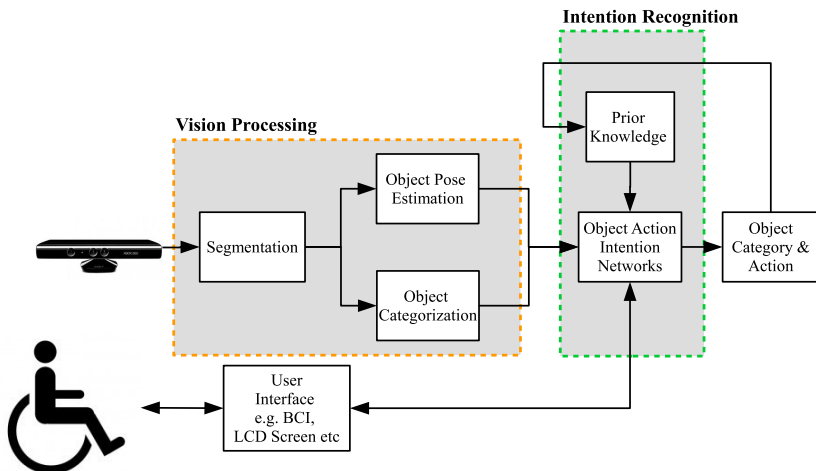 Intention Recognition
Vision Processing
Prior
Knowledge
Object Pose
Estimation
Segmentation
Object Action
Intention
Networks
Object
Category &
Action
Object
Categorization
User
Interface
e.g. BCI,
LCD Screen etc